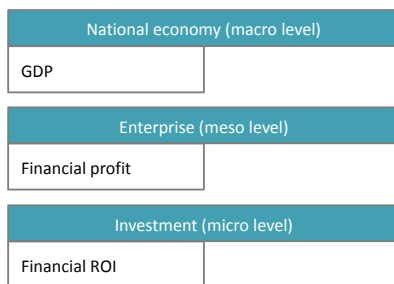 National economy (macro level)
GDP
Enterprise (meso level)
Financial profit
Investment (micro level)
Financial ROI